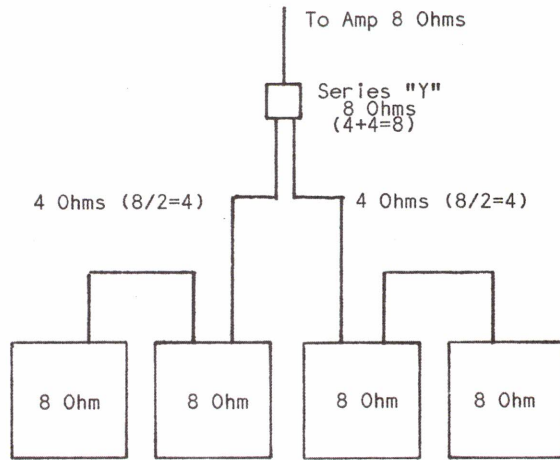 To Amp 8 Ohms
Series "Y"
8 Ohms
(4+4=8)
4 Ohms (8/2=4)
4 Ohms (8/2=4)
8 Ohm
8 Ohm
8 Ohm
8 Ohm